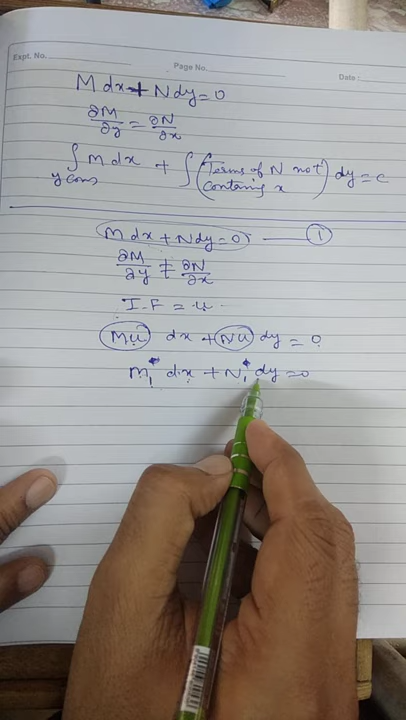 Expt. No. Page No. Date :
M dx + N dy = 0
∂M/∂y = ∂N/∂x
∫ M dx + ∫ (Terms of N not containig x) dy = c
y cons
M dx + N dy = 0 — ①
∂M/∂y ≠ ∂N/∂x
I.F = u
Mu dx + Nu dy = 0
M₁* dx + N₁* dy = 0